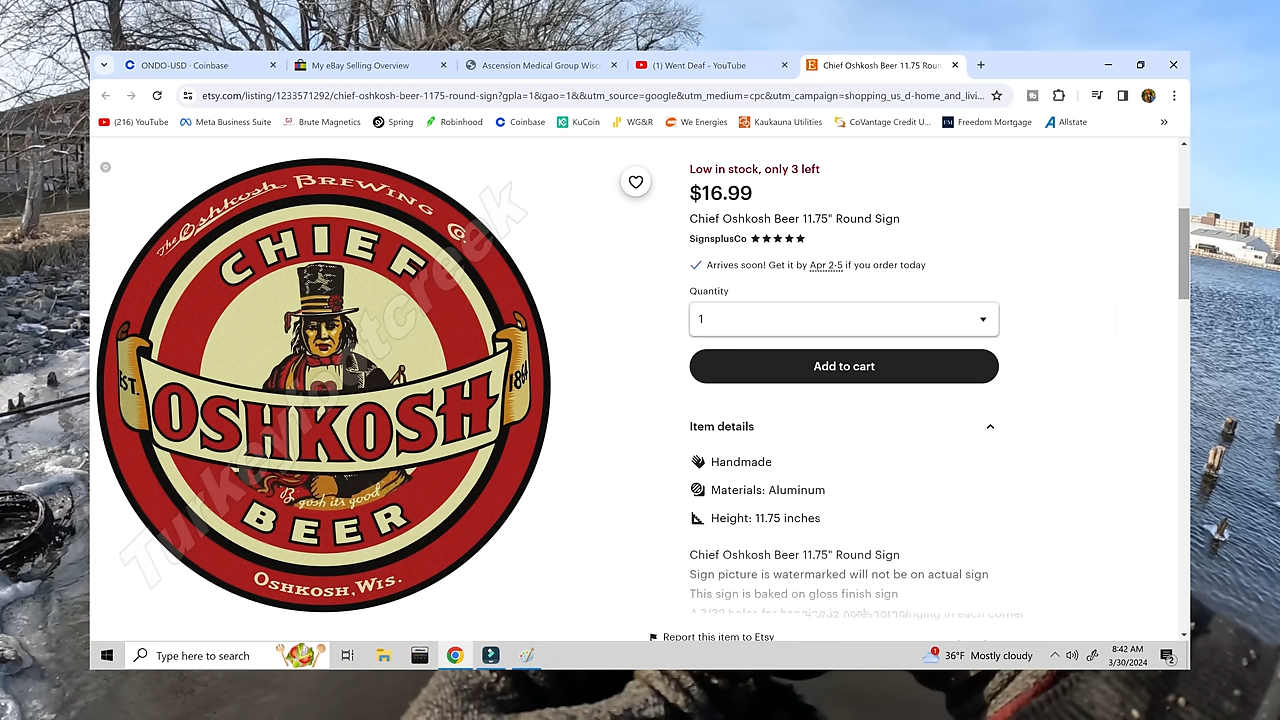 ONDO-USD · Coinbase
My eBay Selling Overview
Ascension Medical Group Wisc
(1) Went Deaf - YouTube
Chief Oshkosh Beer 11.75 Roun
etsy.com/listing/1233571292/chief-oshkosh-beer-1175-round-sign?gpla=1&gao=1&&utm_source=google&utm_medium=cpc&utm_campaign=shopping_us_d-home_and_livi...
(216) YouTube
Meta Business Suite
Brute Magnetics
Spring
Robinhood
Coinbase
KuCoin
WG&R
We Energies
Kaukauna Utilities
CoVantage Credit U...
Freedom Mortgage
Allstate
The Oshkosh Brewing Co.
CHIEF
EST. 1864
OSHKOSH
B'gosh it's good
BEER
OSHKOSH, WIS.
Turkeyfootcreek
Low in stock, only 3 left
$16.99
Chief Oshkosh Beer 11.75" Round Sign
SignsplusCo
Arrives soon! Get it by Apr 2-5 if you order today
Quantity
1
Add to cart
Item details
Handmade
Materials: Aluminum
Height: 11.75 inches
Chief Oshkosh Beer 11.75" Round Sign
Sign picture is watermarked will not be on actual sign
This sign is baked on gloss finish sign
Report this item to Etsy
Type here to search
1
36°F Mostly cloudy
8:42 AM
3/30/2024
2